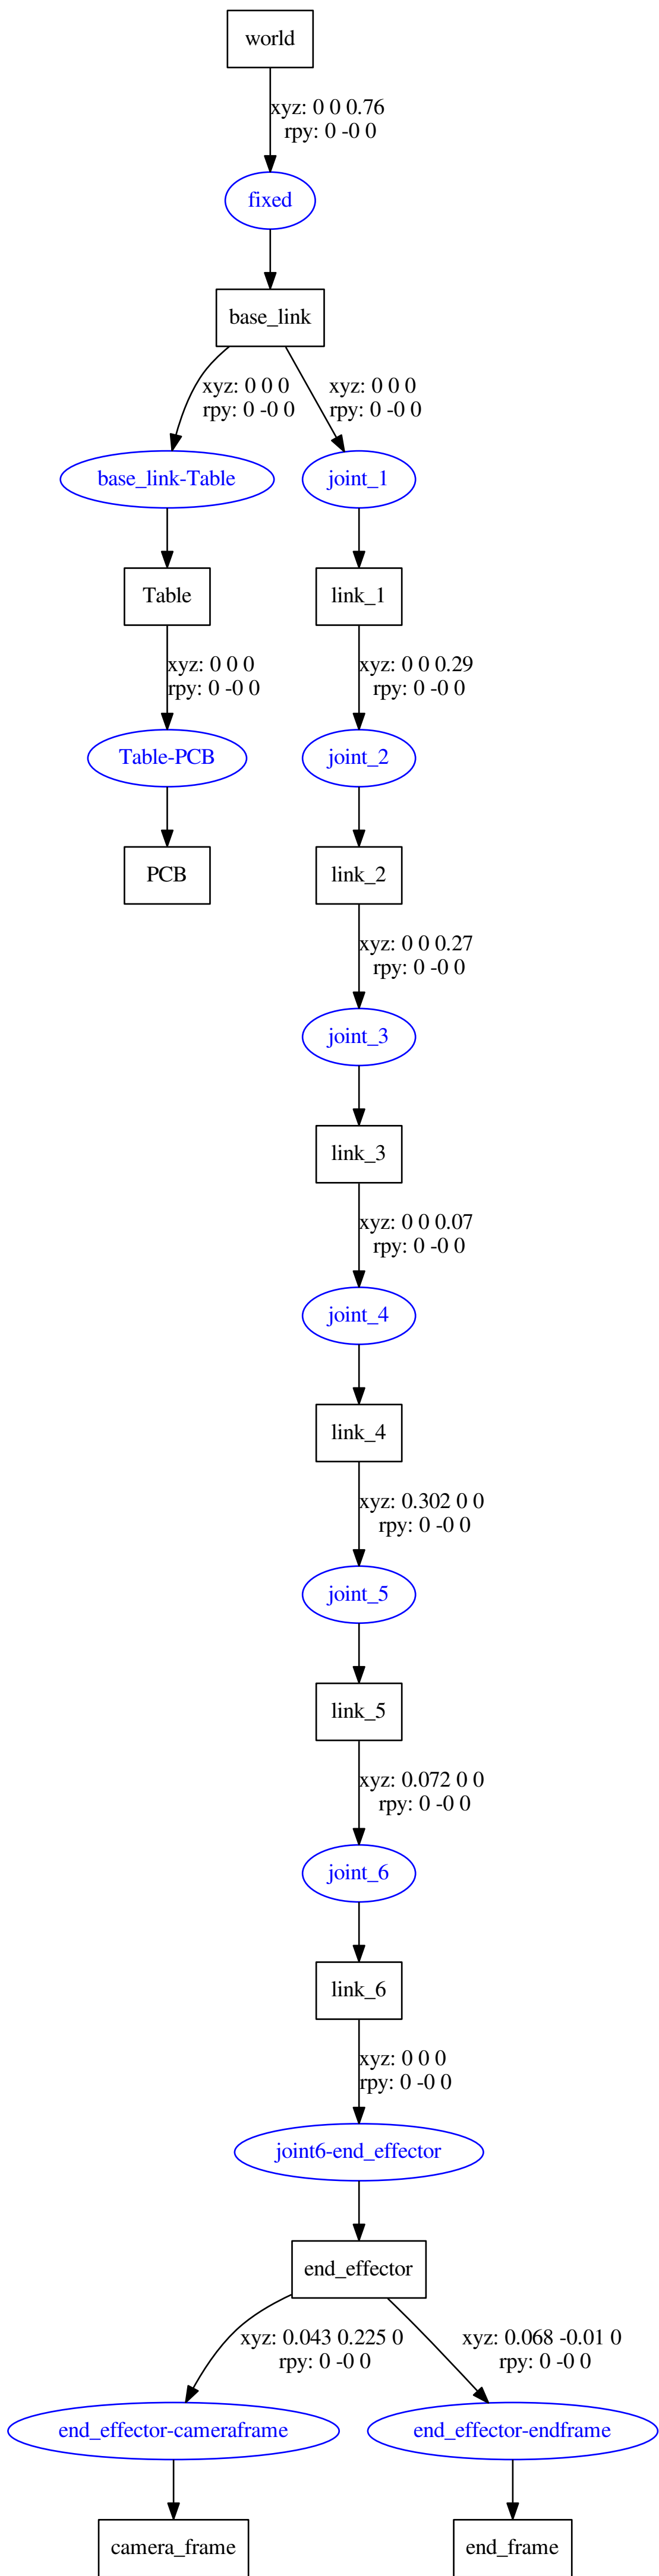 world
xyz: 0 0 0.76
rpy: 0 -0 0
fixed
base_link
xyz: 0 0 0
rpy: 0 -0 0
xyz: 0 0 0
rpy: 0 -0 0
base_link-Table
joint_1
Table
link_1
xyz: 0 0 0
rpy: 0 -0 0
xyz: 0 0 0.29
rpy: 0 -0 0
Table-PCB
joint_2
PCB
link_2
xyz: 0 0 0.27
rpy: 0 -0 0
joint_3
link_3
xyz: 0 0 0.07
rpy: 0 -0 0
joint_4
link_4
xyz: 0.302 0 0
rpy: 0 -0 0
joint_5
link_5
xyz: 0.072 0 0
rpy: 0 -0 0
joint_6
link_6
xyz: 0 0 0
rpy: 0 -0 0
joint6-end_effector
end_effector
xyz: 0.043 0.225 0
rpy: 0 -0 0
xyz: 0.068 -0.01 0
rpy: 0 -0 0
end_effector-cameraframe
end_effector-endframe
camera_frame
end_frame